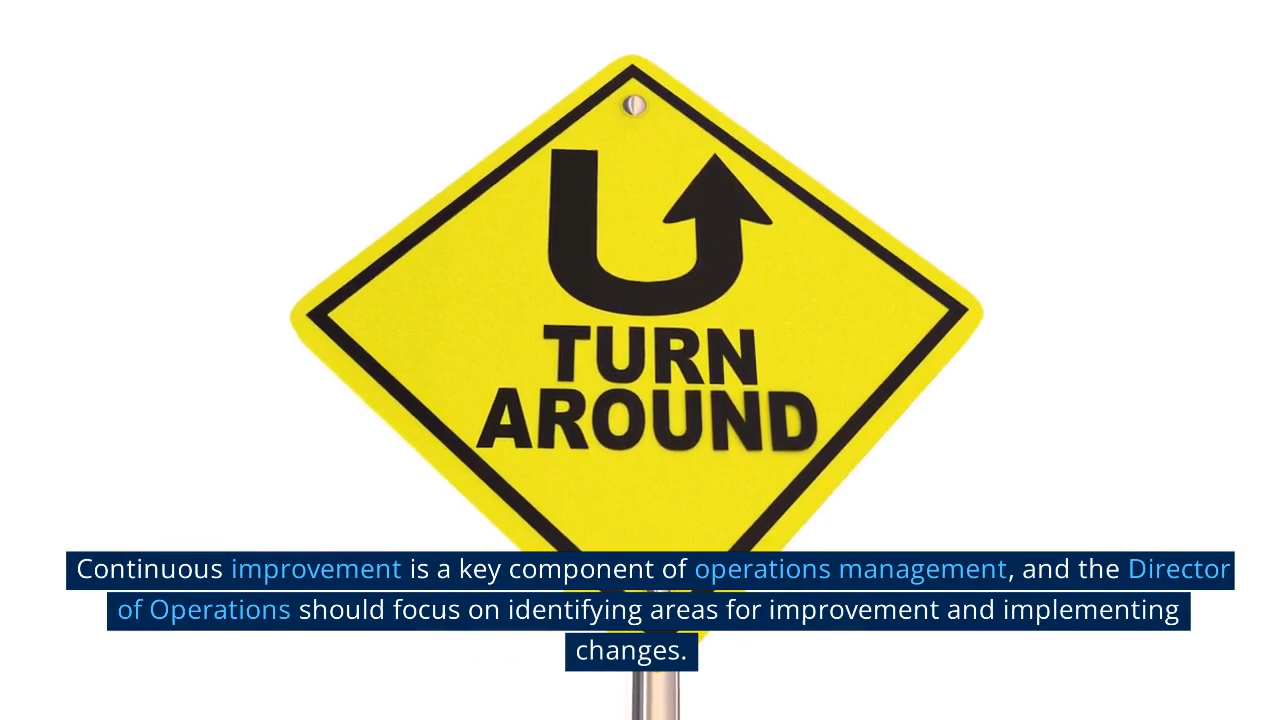 TURN
AROUND
Continuous improvement is a key component of operations management, and the Director
of Operations should focus on identifying areas for improvement and implementing
changes.